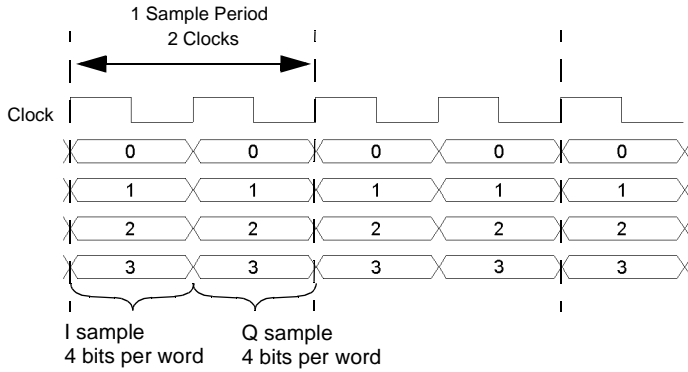 1 Sample Period
2 Clocks
Clock
0 0 0 0 0
1 1 1 1 1
2 2 2 2 2
3 3 3 3 3
I sample Q sample
4 bits per word 4 bits per word